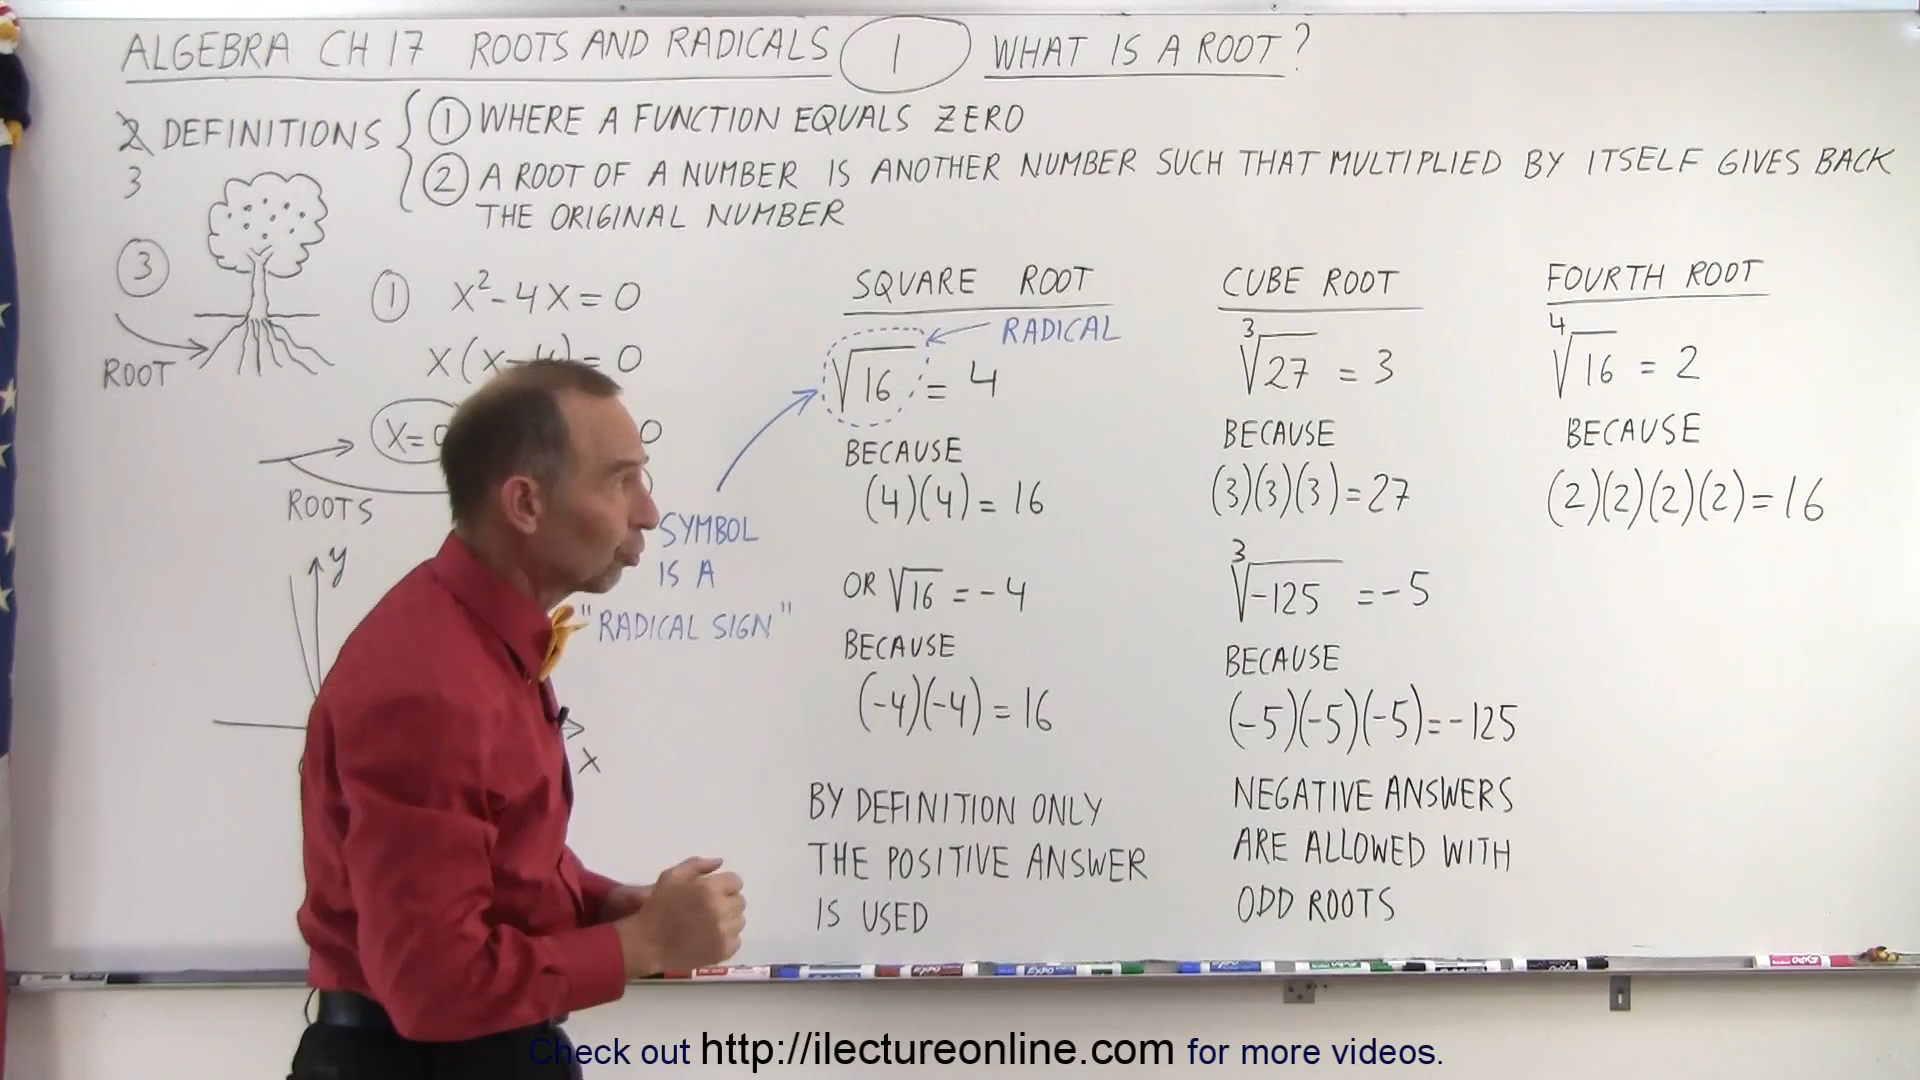 ALGEBRA CH 17 ROOTS AND RADICALS 1 WHAT IS A ROOT?
2 DEFINITIONS
3
① WHERE A FUNCTION EQUALS ZERO
② A ROOT OF A NUMBER IS ANOTHER NUMBER SUCH THAT MULTIPLIED BY ITSELF GIVES BACK
THE ORIGINAL NUMBER
③
ROOT
① x²-4x=0
x(x-4)=0
x=0
0
ROOTS
y
x
SYMBOL
IS A
"RADICAL SIGN"
SQUARE ROOT
RADICAL
√16 = 4
BECAUSE
(4)(4)=16
OR √16 =-4
BECAUSE
(-4)(-4)=16
BY DEFINITION ONLY
THE POSITIVE ANSWER
IS USED
CUBE ROOT
³√27 = 3
BECAUSE
(3)(3)(3)=27
³√-125 =-5
BECAUSE
(-5)(-5)(-5)=-125
NEGATIVE ANSWERS
ARE ALLOWED WITH
ODD ROOTS
FOURTH ROOT
⁴√16 = 2
BECAUSE
(2)(2)(2)(2)=16
EXPO
EXPO
Check out http://ilectureonline.com for more videos.